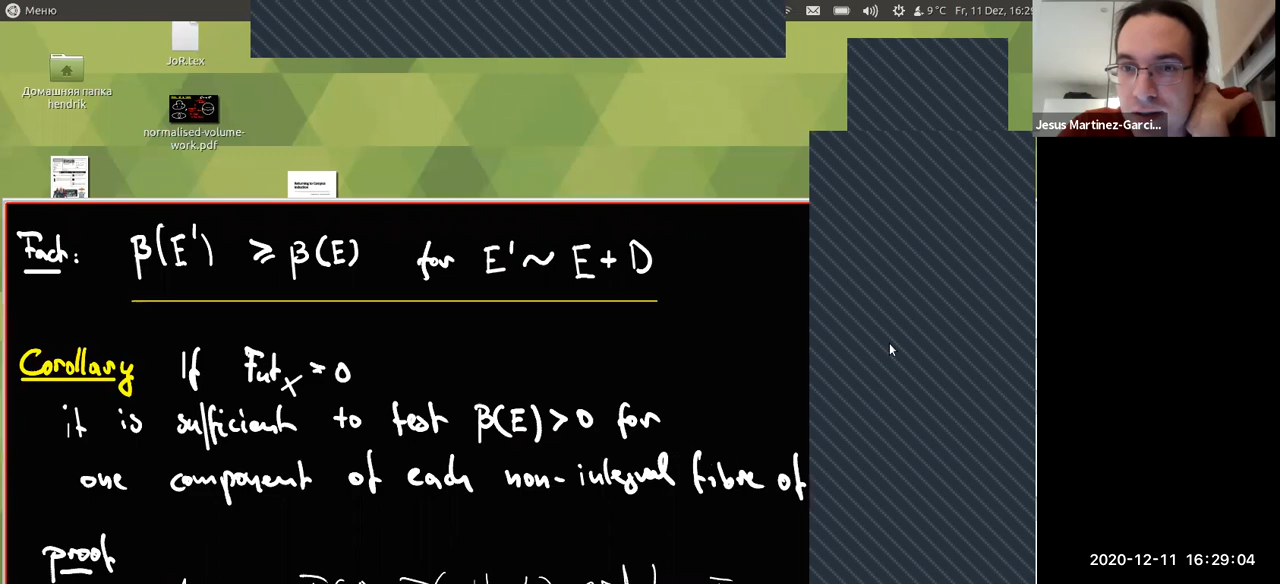 Меню
9 °C Fr, 11 Dez, 16:29
JoR.tex
Домашняя папка
hendrik
normalised-volume-
work.pdf
Jesus Martinez-Garci...
Fact: β(E') ≥ β(E) for E' ~ E + D
Corollary If Fut_X = 0
it is sufficient to test β(E) > 0 for
one component of each non-integral fibre of
proof
2020-12-11 16:29:04